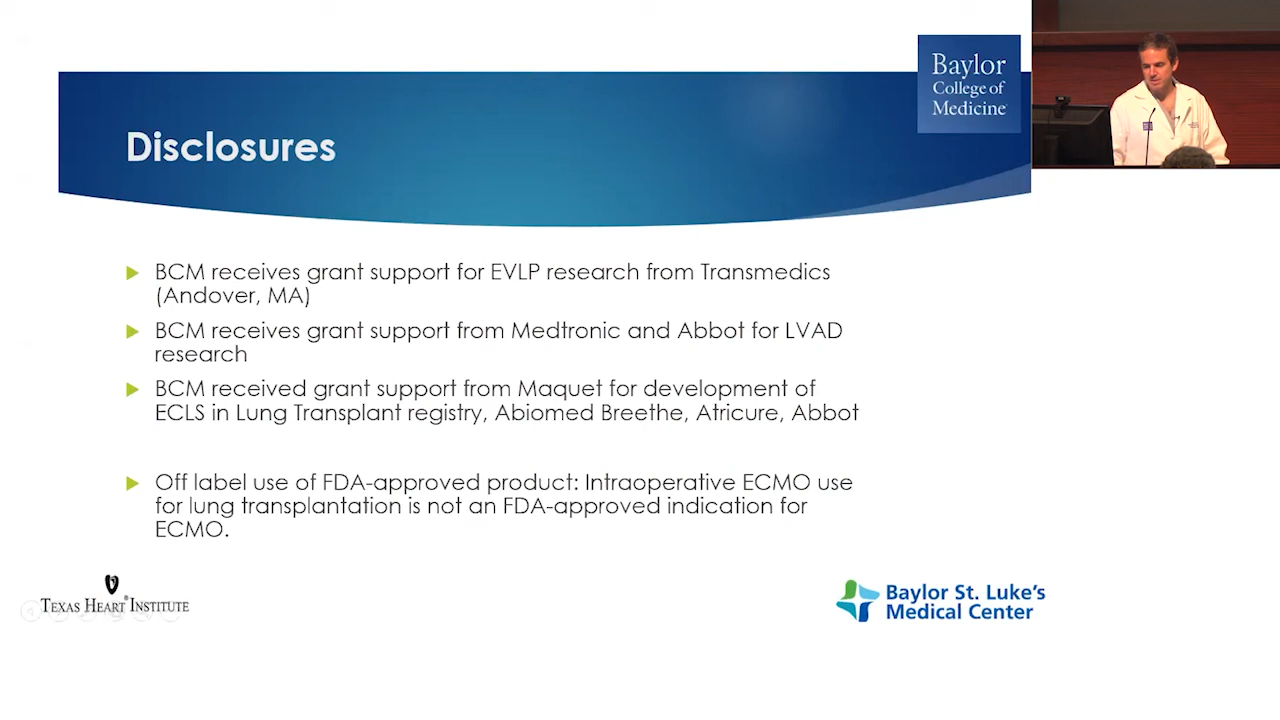 Baylor
College of
Medicine
Disclosures
BCM receives grant support for EVLP research from Transmedics
(Andover, MA)
BCM receives grant support from Medtronic and Abbot for LVAD
research
BCM received grant support from Maquet for development of
ECLS in Lung Transplant registry, Abiomed Breethe, Atricure, Abbot
Off label use of FDA-approved product: Intraoperative ECMO use
for lung transplantation is not an FDA-approved indication for
ECMO.
TEXAS HEART® INSTITUTE
Baylor St. Luke's
Medical Center